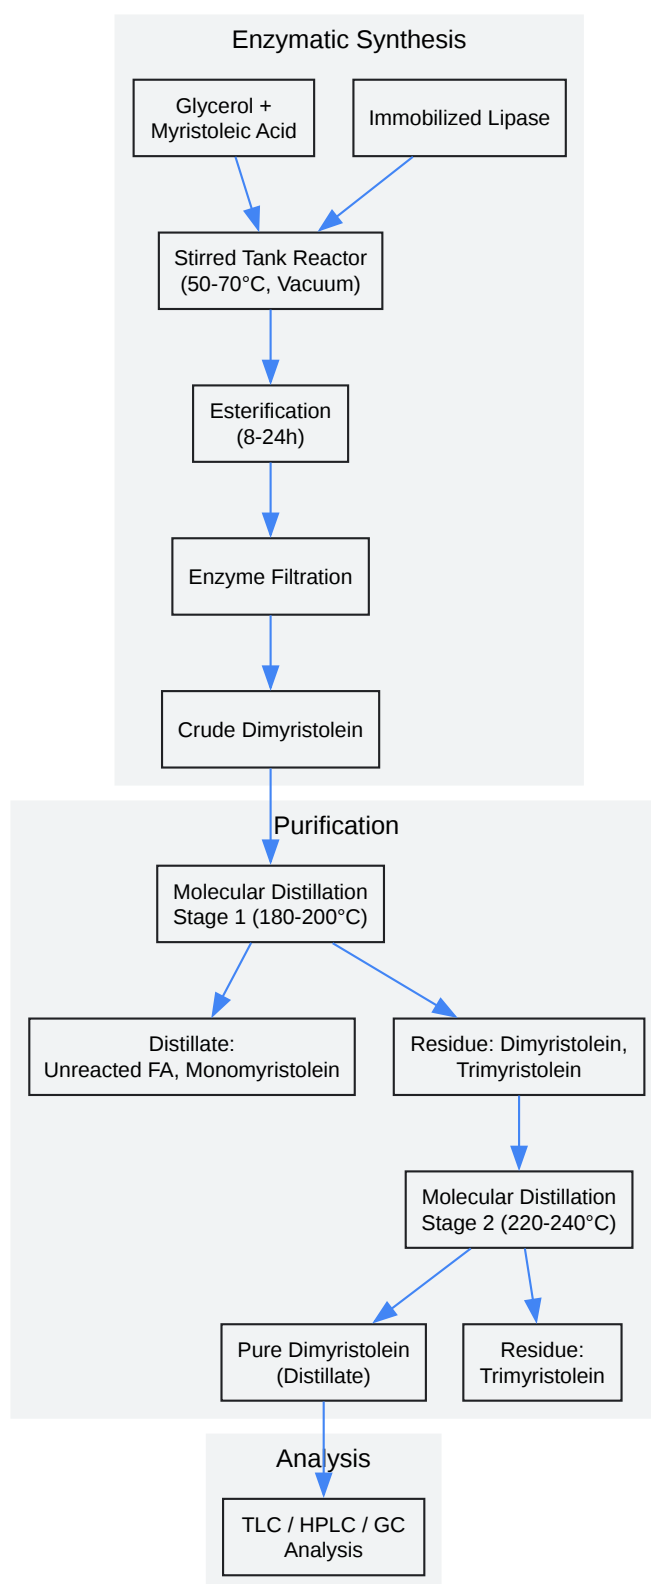 Enzymatic Synthesis
Glycerol +
Myristoleic Acid
Immobilized Lipase
Stirred Tank Reactor
(50-70°C, Vacuum)
Esterification
(8-24h)
Enzyme Filtration
Crude Dimyristolein
Purification
Molecular Distillation
Stage 1 (180-200°C)
Distillate:
Unreacted FA, Monomyristolein
Residue: Dimyristolein,
Trimyristolein
Molecular Distillation
Stage 2 (220-240°C)
Pure Dimyristolein
(Distillate)
Residue:
Trimyristolein
Analysis
TLC / HPLC / GC
Analysis